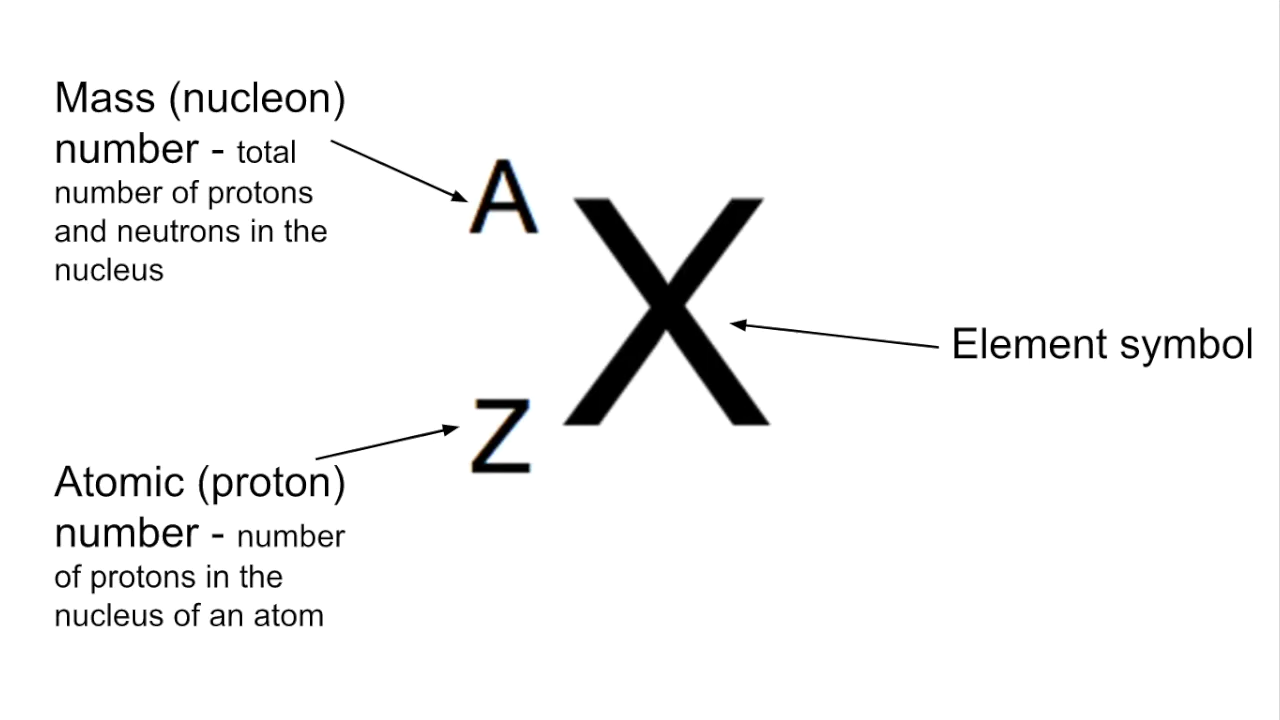 Mass (nucleon)
number - total
number of protons
and neutrons in the
nucleus
A
X
Element symbol
Z
Atomic (proton)
number - number
of protons in the
nucleus of an atom